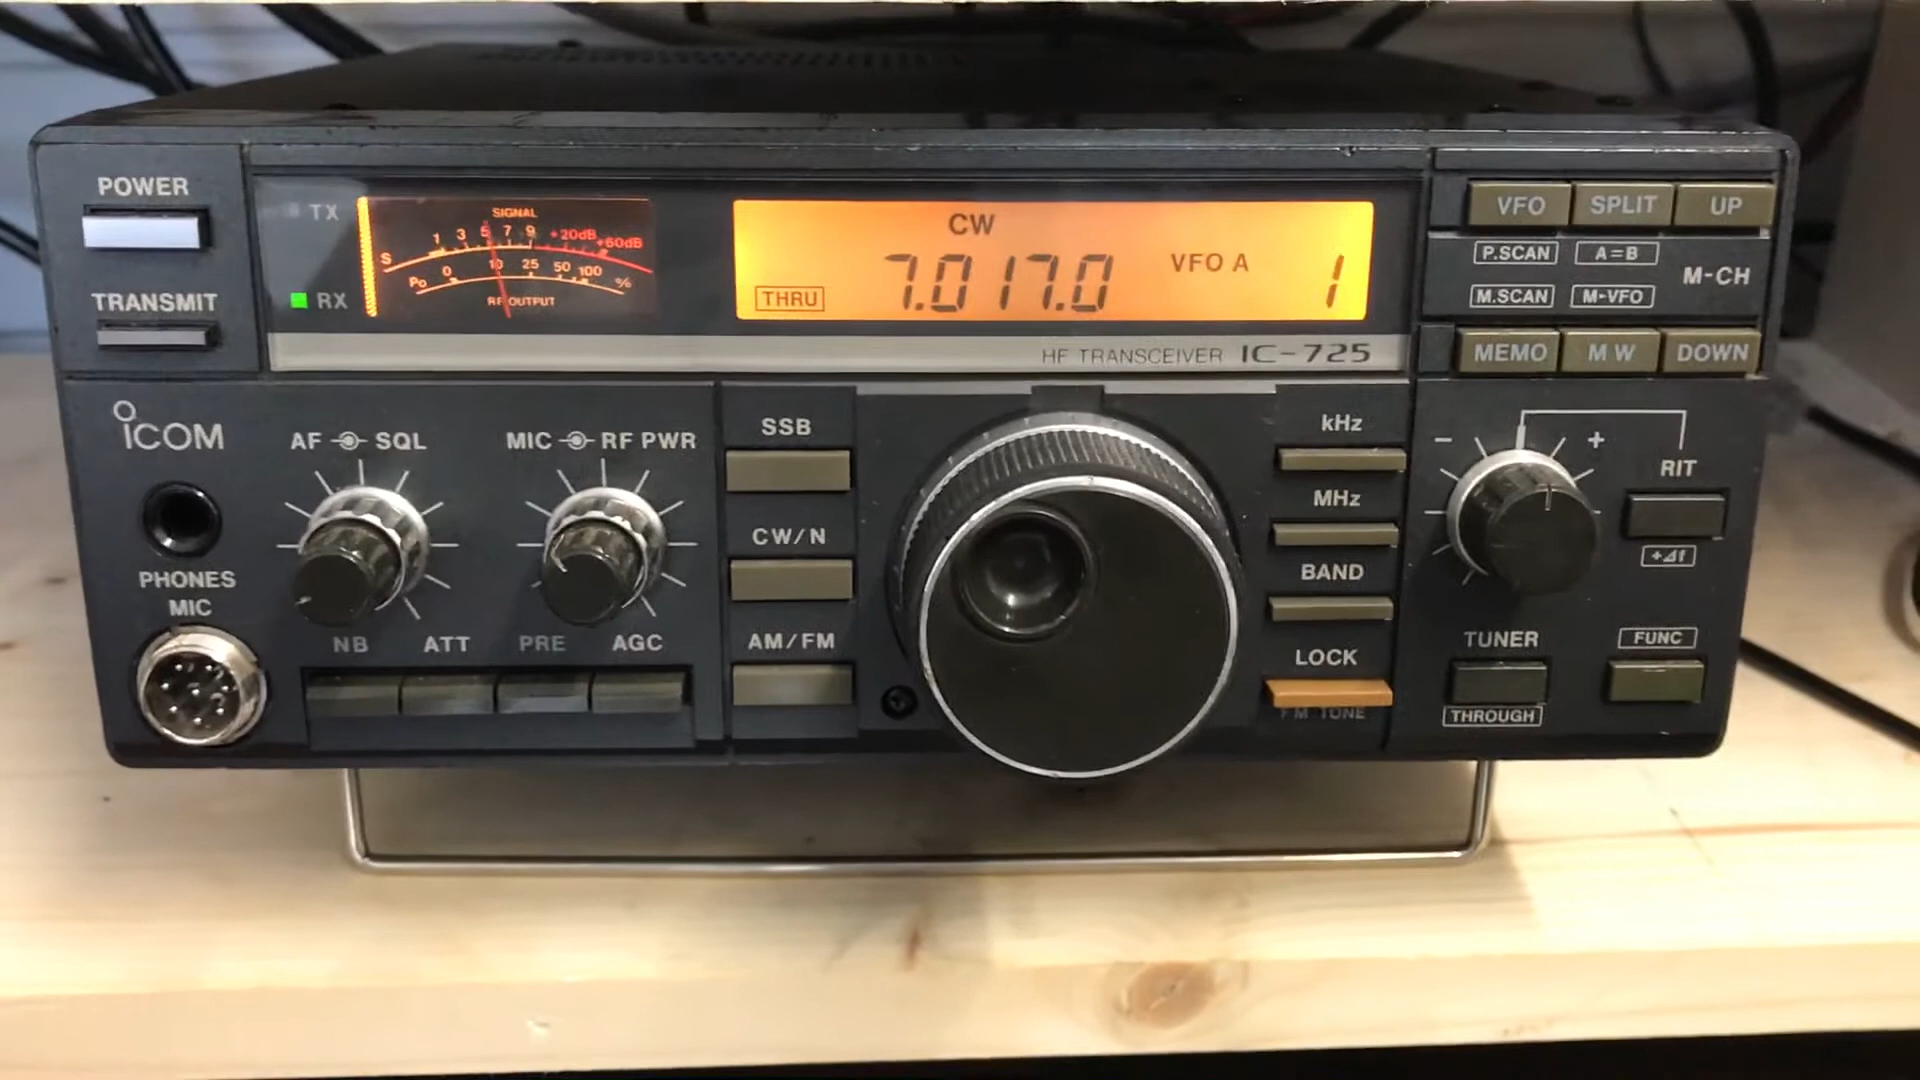 POWER
TX
SIGNAL
S 1 3 5 7 9 +20dB +60dB
Po 0 10 25 50 100 %
RF OUTPUT
RX
TRANSMIT
CW
7.017.0
VFO A
1
THRU
HF TRANSCEIVER IC-725
VFO SPLIT UP
P.SCAN A=B
M-CH
M.SCAN M-VFO
MEMO M W DOWN
ICOM
AF SQL
MIC RF PWR
PHONES
MIC
NB ATT PRE AGC
SSB
CW/N
AM/FM
kHz
MHz
BAND
LOCK
FM TONE
- +
RIT
+⊿f
TUNER
THROUGH
FUNC